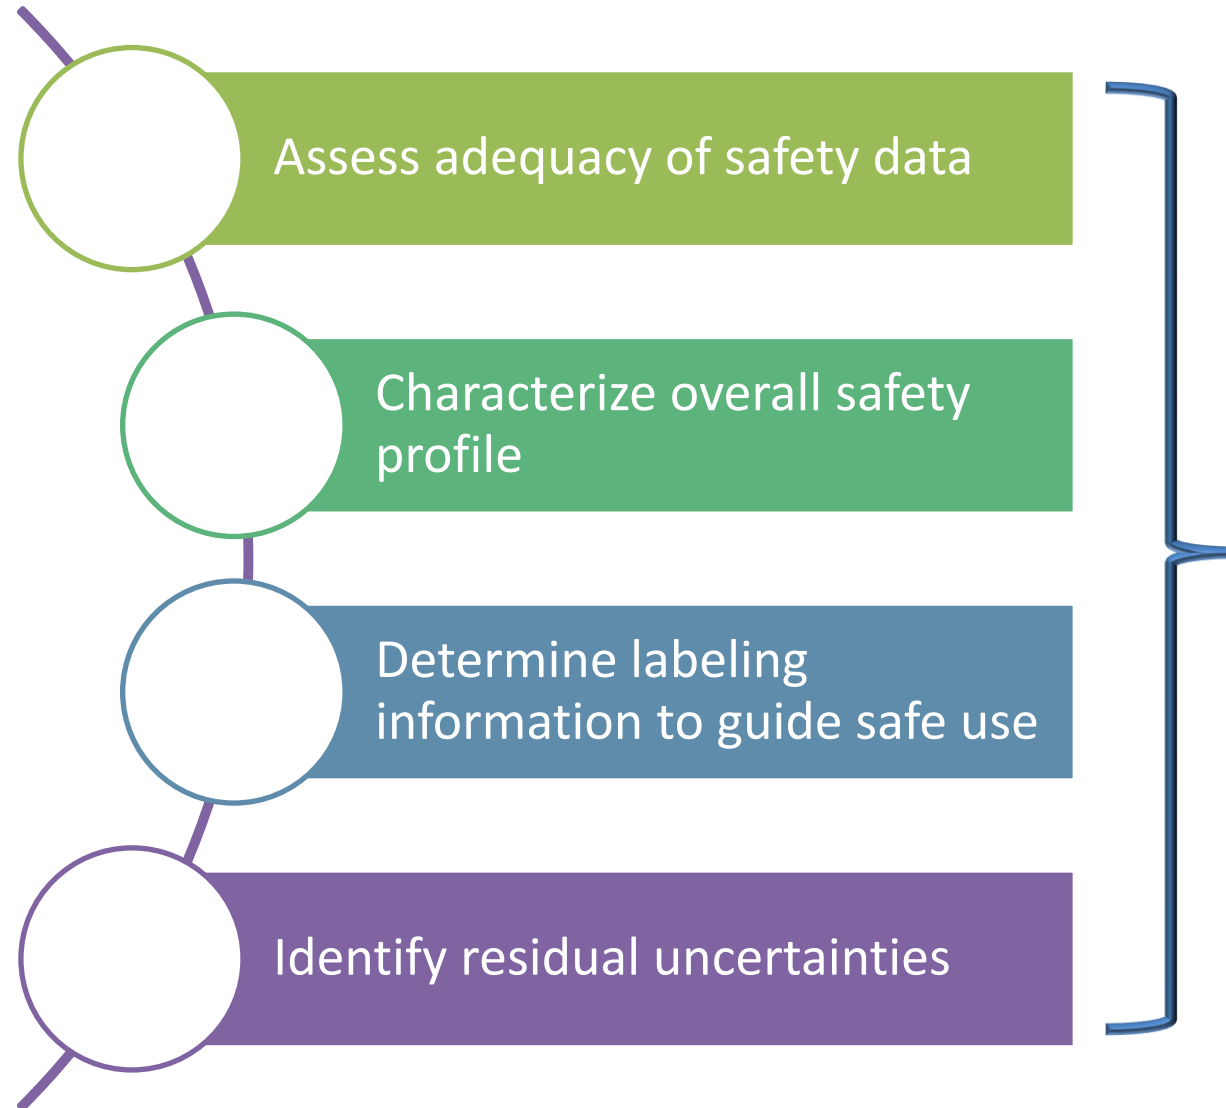 Assess adequacy of safety data
Characterize overall safety
profile
Determine labeling
information to guide safe use
Identify residual uncertainties